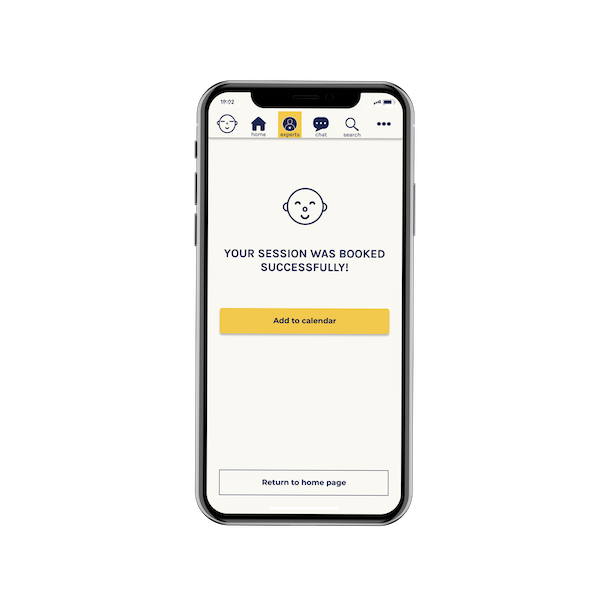 19:02
home
experts
chat
search
YOUR SESSION WAS BOOKED
SUCCESSFULLY!
Add to calendar
Return to home page